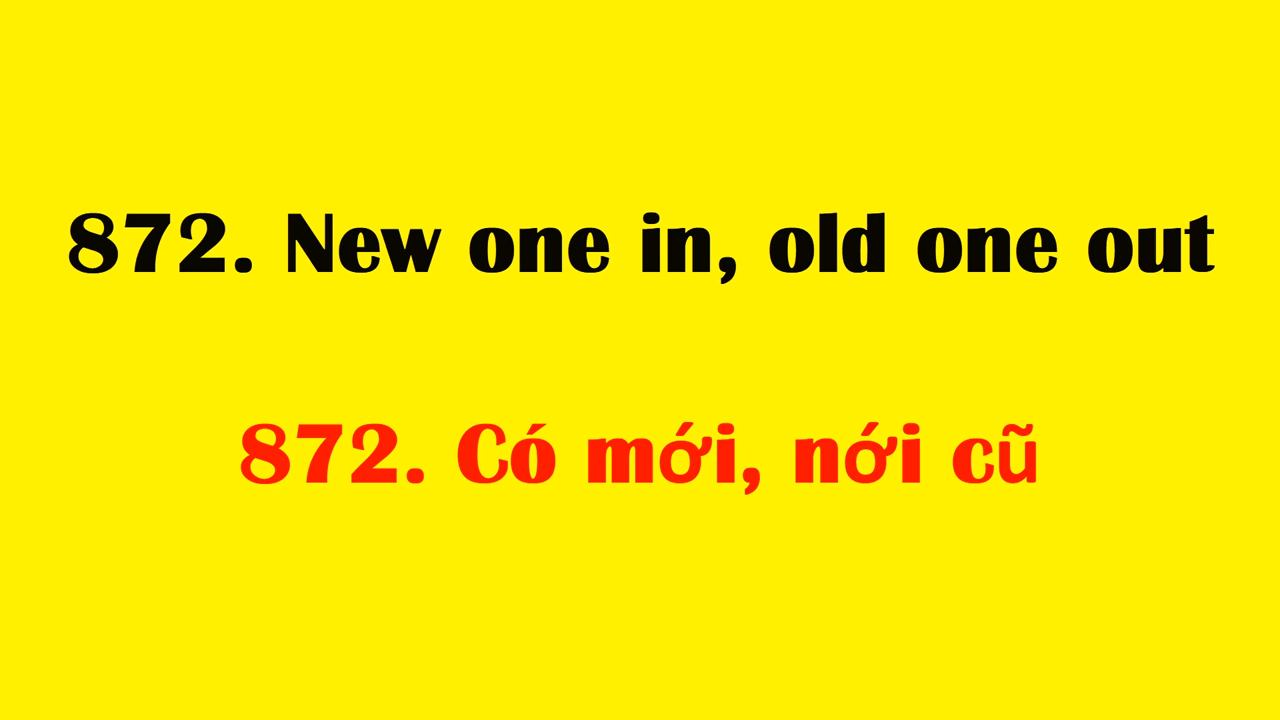 872. New one in, old one out
872. Có mới, nới cũ